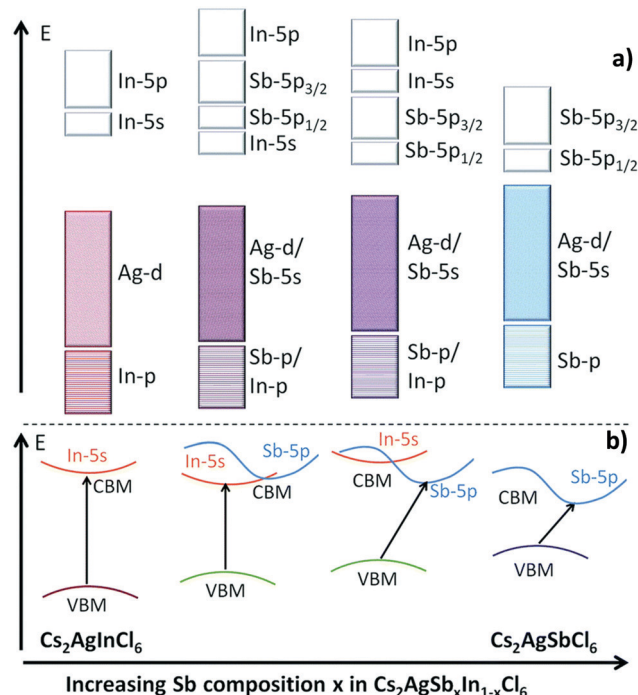 E
a)
In-5p
In-5s
In-5p
Sb-5p3/2
Sb-5p1/2
In-5s
In-5p
In-5s
Sb-5p3/2
Sb-5p1/2
Sb-5p3/2
Sb-5p1/2
Ag-d
In-p
Ag-d/
Sb-5s
Sb-p/
In-p
Ag-d/
Sb-5s
Sb-p/
In-p
Ag-d/
Sb-5s
Sb-p
E
b)
In-5s
CBM
VBM
In-5s
Sb-5p
CBM
VBM
In-5s
CBM
Sb-5p
VBM
CBM
Sb-5p
VBM
Cs2AgInCl6
Cs2AgSbCl6
Increasing Sb composition x in Cs2AgSbxIn1-xCl6